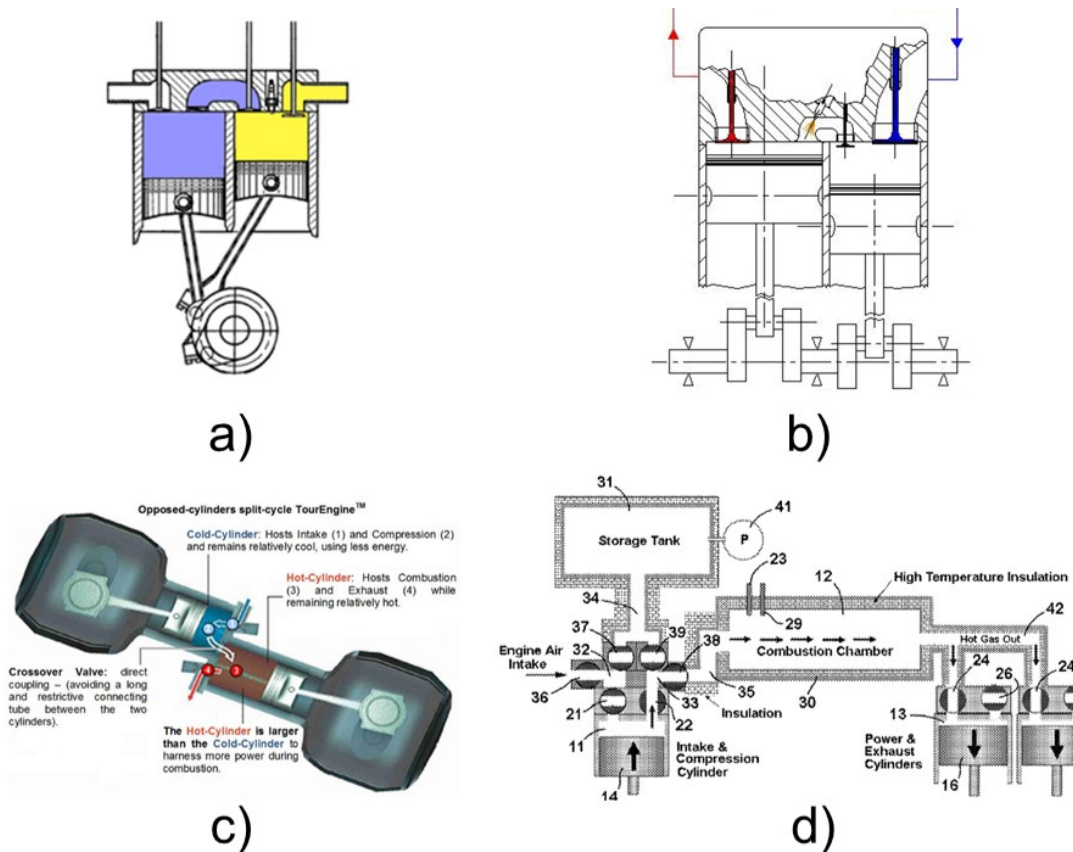 a)
b)
Opposed-cylinders split-cycle TourEngine™
Cold-Cylinder: Hosts Intake (1) and Compression (2)
and remains relatively cool, using less energy.
Hot-Cylinder: Hosts Combustion
(3) and Exhaust (4) while
remaining relatively hot.
2
1
4
3
Crossover Valve: direct
coupling – (avoiding a long
and restrictive connecting
tube between the two
cylinders).
The Hot-Cylinder is larger
than the Cold-Cylinder to
harness more power during
combustion.
c)
31
41
Storage Tank
P
23
12
High Temperature Insulation
34
29
42
37
39
38
Hot Gas Out
Engine Air
Intake
32
Combustion Chamber
24
26
24
36
35
30
33
21
Insulation
22
13
11
Intake &
Compression
Cylinder
Power &
Exhaust
Cylinders
16
14
d)